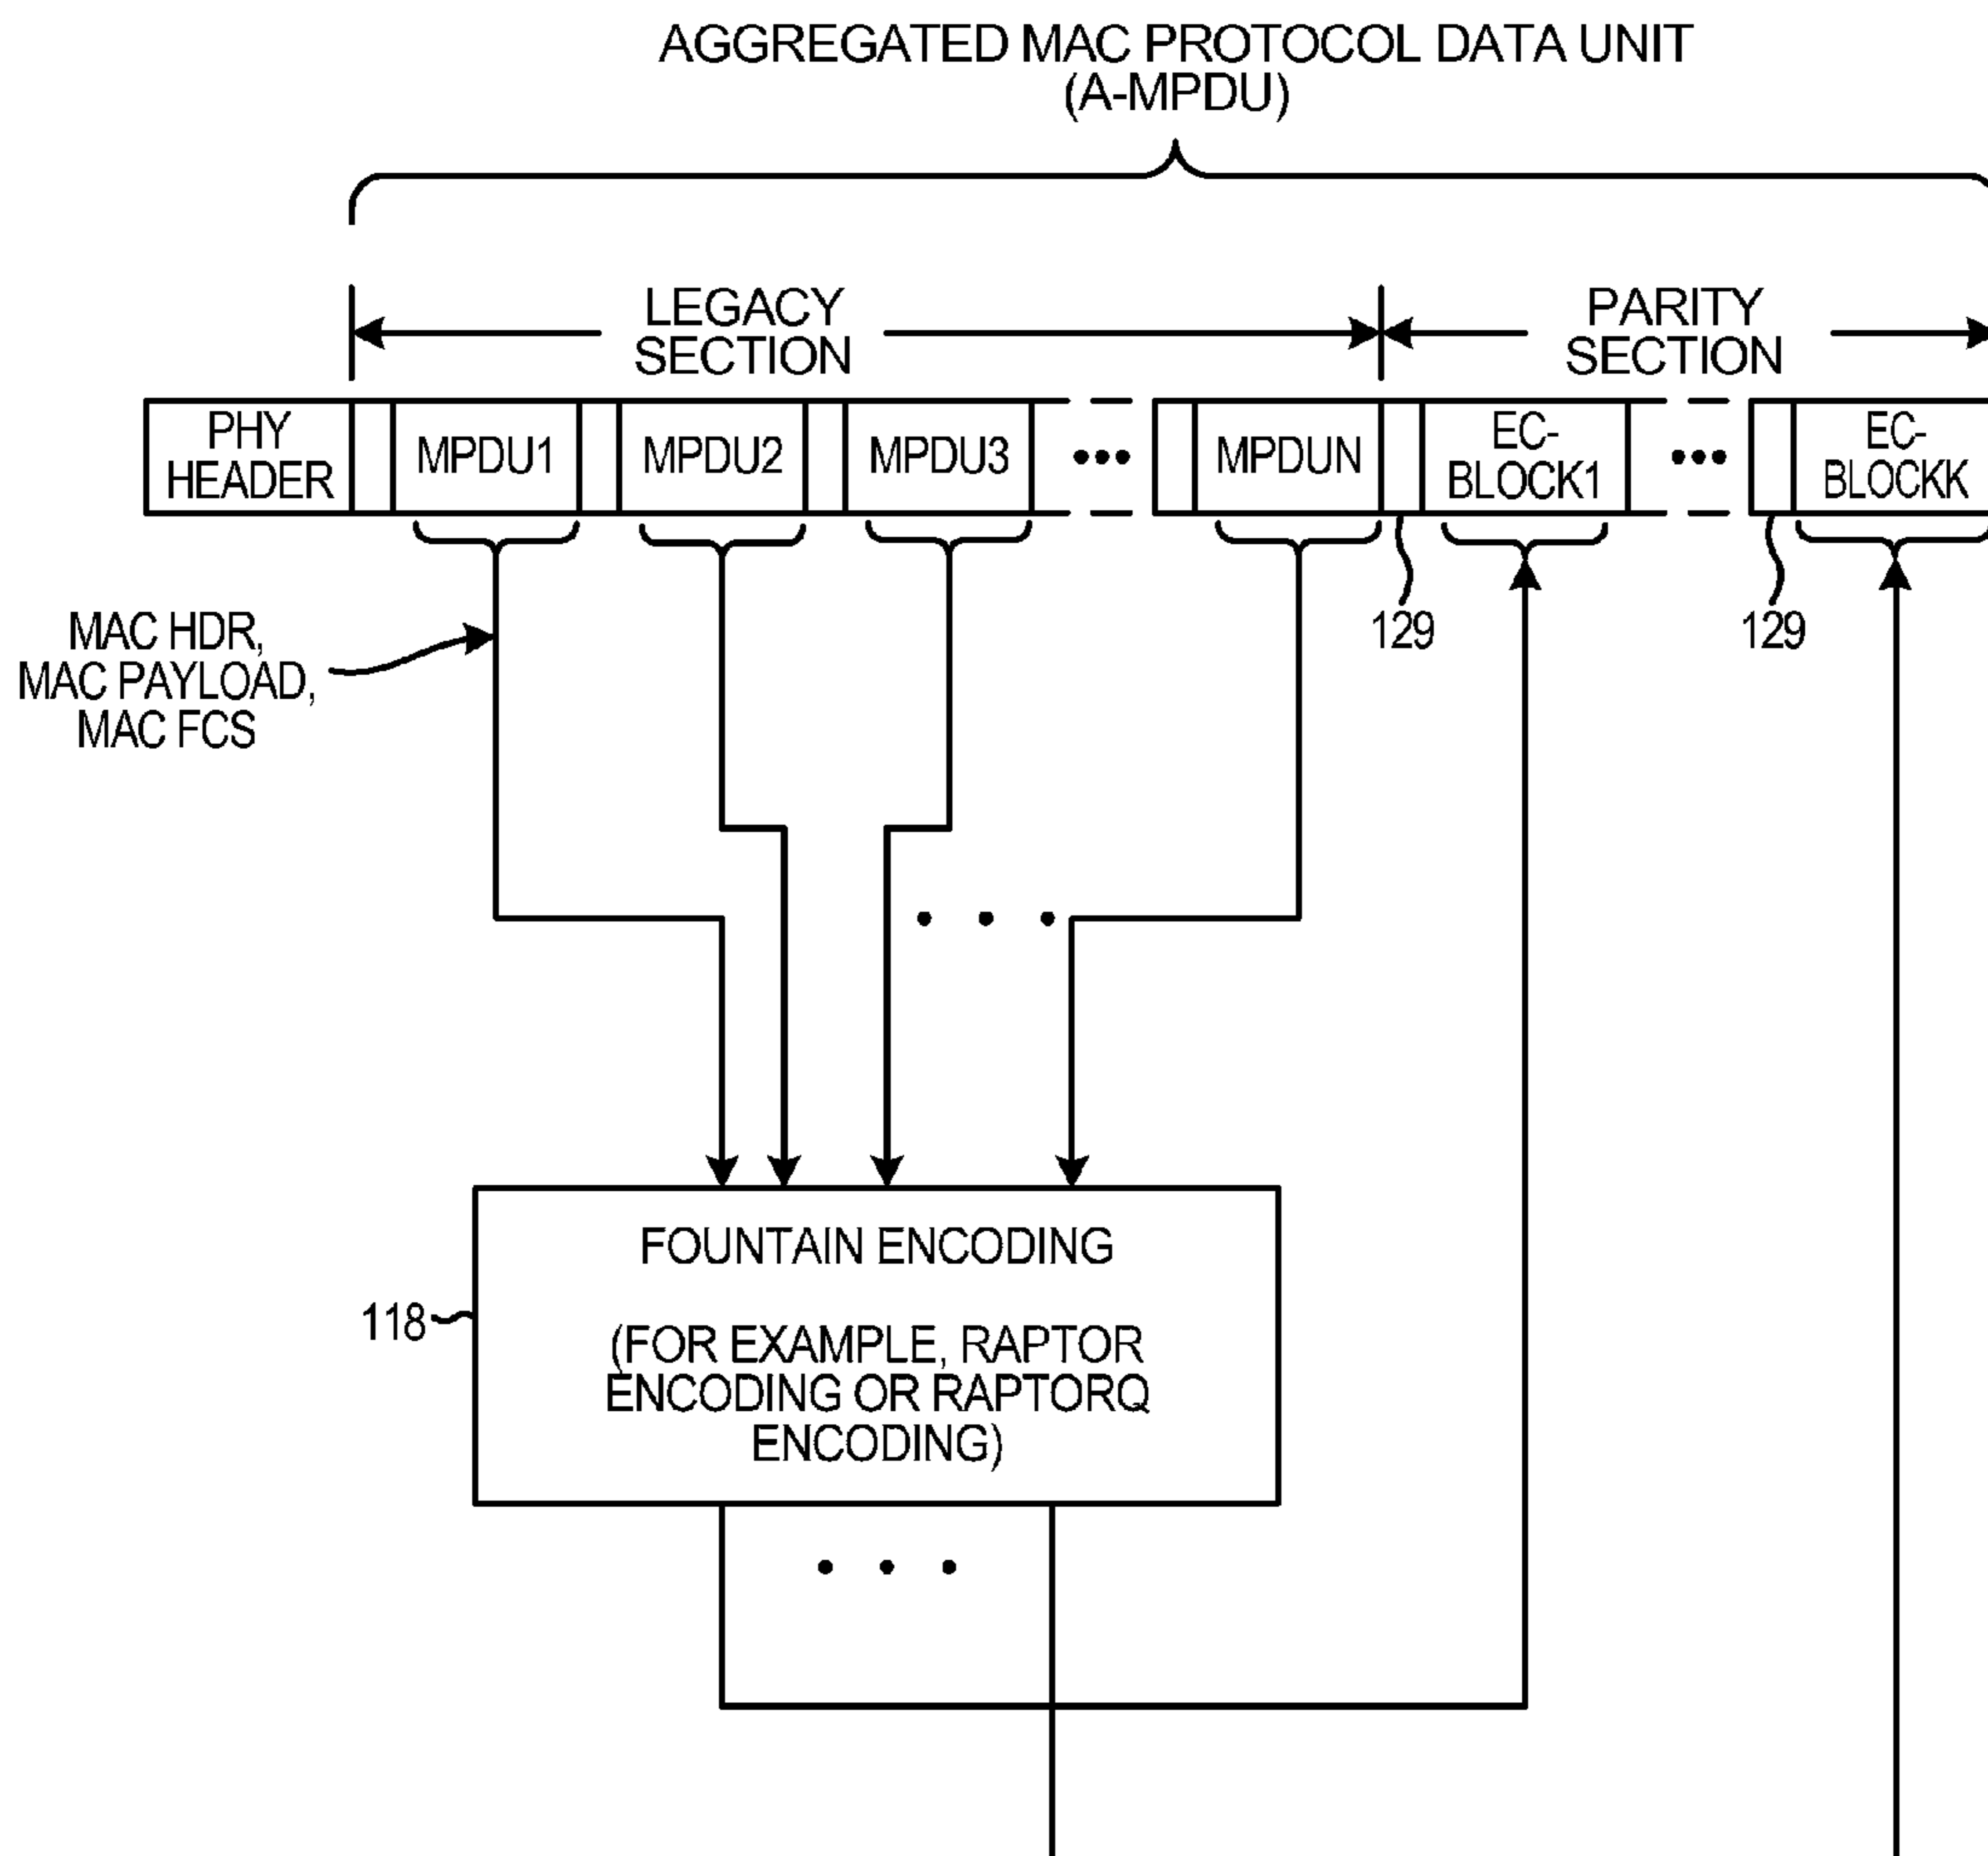 AGGREGATED MAC PROTOCOL DATA UNIT
(A-MPDU)
LEGACY
SECTION
PARITY
SECTION
PHY
HEADER
MPDU1
MPDU2
MPDU3
•••
MPDUN
EC-
BLOCK1
•••
EC-
BLOCKK
129
129
MAC HDR,
MAC PAYLOAD,
MAC FCS
• • •
FOUNTAIN ENCODING
(FOR EXAMPLE, RAPTOR
ENCODING OR RAPTORQ
ENCODING)
118
• • •